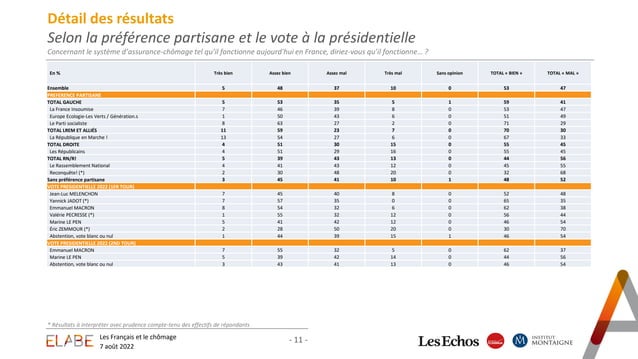 Détail des résultats
Selon la préférence partisane et le vote à la présidentielle
Concernant le système d'assurance-chômage tel qu'il fonctionne aujourd'hui en France, diriez-vous qu'il fonctionne… ?
En % Très bien Assez bien Assez mal Très mal Sans opinion TOTAL « BIEN » TOTAL « MAL »
Ensemble 5 48 37 10 0 53 47
PREFERENCE PARTISANE
TOTAL GAUCHE 5 53 35 5 1 59 41
La France Insoumise 7 46 39 8 0 53 47
Europe Ecologie-Les Verts / Génération.s 1 50 43 6 0 51 49
Le Parti socialiste 8 63 27 2 0 71 29
TOTAL LREM ET ALLIÉS 11 59 23 7 0 70 30
La République en Marche ! 13 54 27 6 0 67 33
TOTAL DROITE 4 51 30 15 0 55 45
Les Républicains 4 51 29 16 0 55 45
TOTAL RN/R! 5 39 43 13 0 44 56
Le Rassemblement National 4 41 43 12 0 45 55
Reconquête! (*) 2 30 48 20 0 32 68
Sans préférence partisane 3 45 41 10 1 48 52
VOTE PRESIDENTIELLE 2022 (1ER TOUR)
Jean-Luc MELENCHON 7 45 40 8 0 52 48
Yannick JADOT (*) 7 57 35 0 0 65 35
Emmanuel MACRON 8 54 32 6 0 62 38
Valérie PECRESSE (*) 1 55 32 12 0 56 44
Marine LE PEN 5 41 42 12 0 46 54
Éric ZEMMOUR (*) 2 28 50 20 0 30 70
Abstention, vote blanc ou nul 1 44 39 15 1 46 54
VOTE PRESIDENTIELLE 2022 (2ND TOUR)
Emmanuel MACRON 7 55 32 5 0 62 37
Marine LE PEN 5 39 42 14 0 44 56
Abstention, vote blanc ou nul 3 43 41 13 0 46 54
* Résultats à interpréter avec prudence compte-tenu des effectifs de répondants
ELABE Les Français et le chômage
7 août 2022
- 11 -
Les Echos
M INSTITUT MONTAIGNE